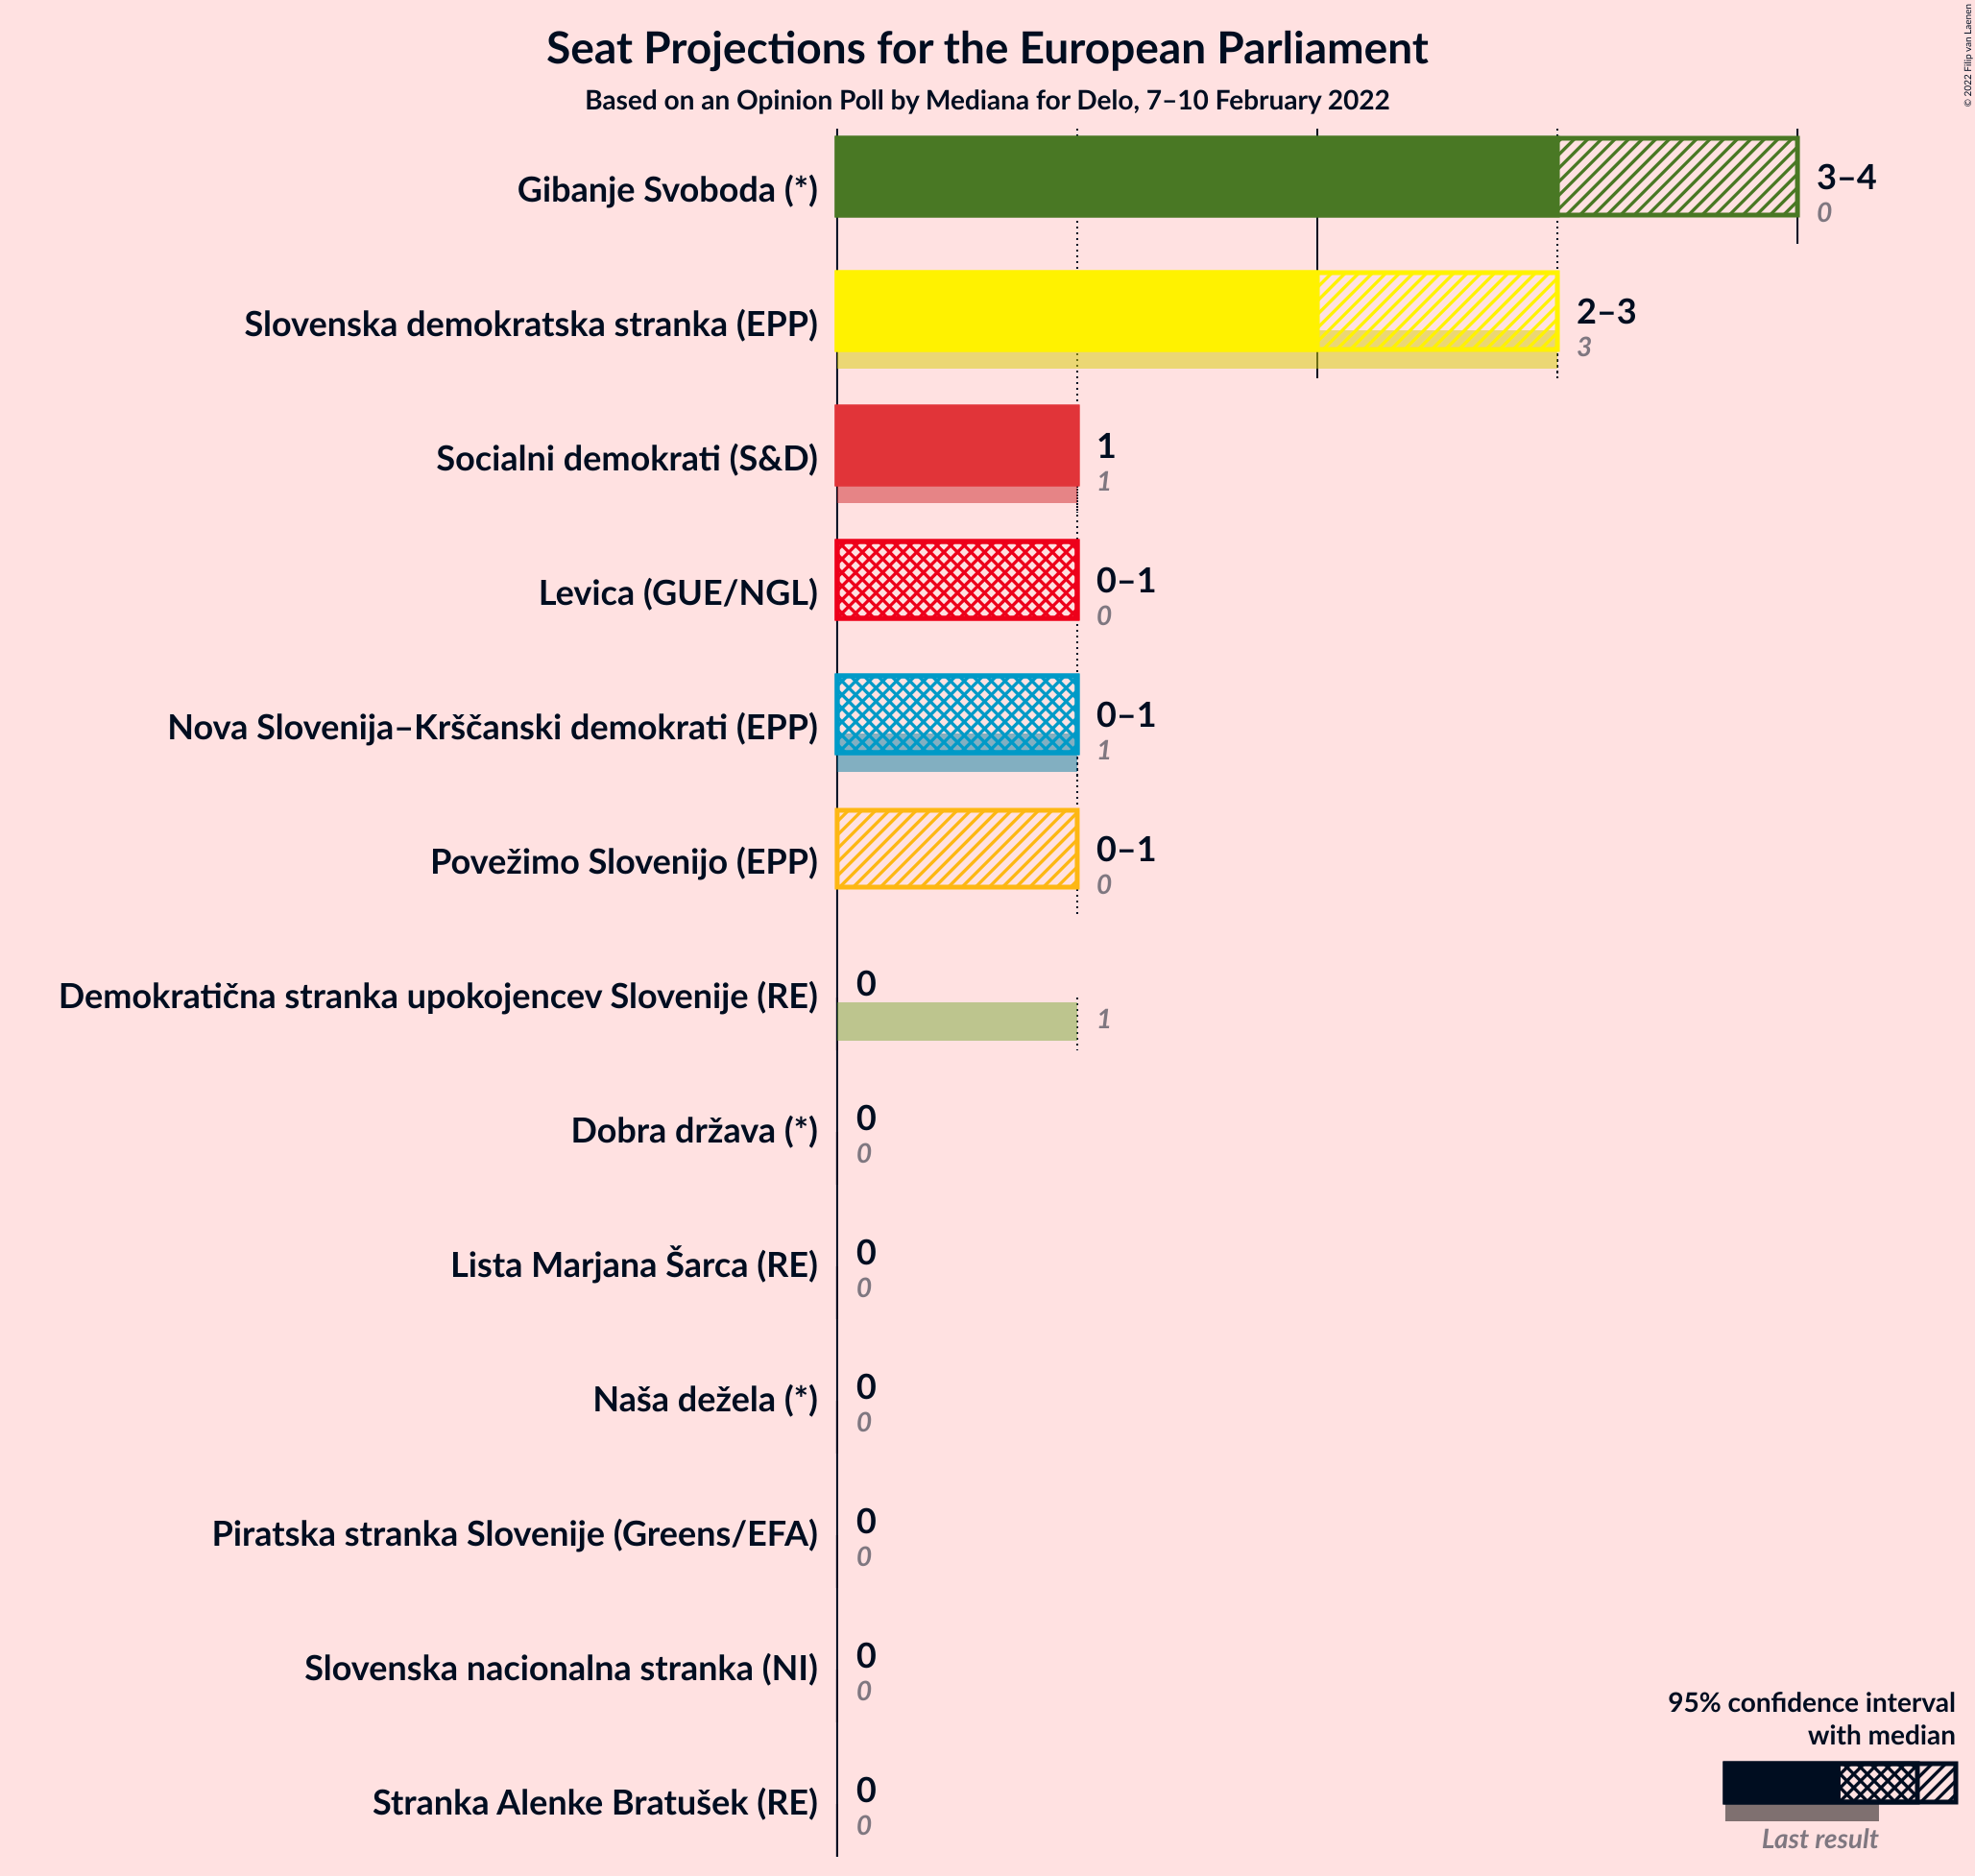 Seat Projections for the European Parliament
Based on an Opinion Poll by Mediana for Delo, 7–10 February 2022
© 2022 Filip van Laenen
Gibanje Svoboda (*)
3–4
0
Slovenska demokratska stranka (EPP)
2–3
3
Socialni demokrati (S&D)
1
1
Levica (GUE/NGL)
0–1
0
Nova Slovenija–Krščanski demokrati (EPP)
0–1
1
Povežimo Slovenijo (EPP)
0–1
0
Demokratična stranka upokojencev Slovenije (RE)
0
1
Dobra država (*)
0
0
Lista Marjana Šarca (RE)
0
0
Naša dežela (*)
0
0
Piratska stranka Slovenije (Greens/EFA)
0
0
Slovenska nacionalna stranka (NI)
0
0
Stranka Alenke Bratušek (RE)
0
0
95% confidence interval
with median
Last result